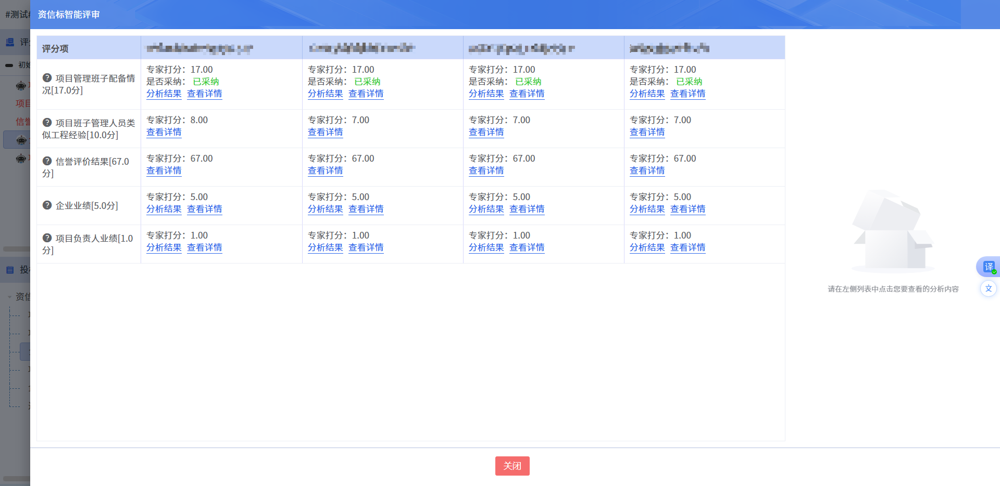 #测试#
资信标智能评审
评分项
项目管理班子配备情
况[17.0分]
专家打分：17.00
是否采纳： 已采纳
分析结果 查看详情
专家打分：17.00
是否采纳： 已采纳
分析结果 查看详情
专家打分：17.00
是否采纳： 已采纳
分析结果 查看详情
专家打分：17.00
是否采纳： 已采纳
分析结果 查看详情
项目班子管理人员类
似工程经验[10.0分]
专家打分：8.00
查看详情
专家打分：7.00
查看详情
专家打分：7.00
查看详情
专家打分：7.00
查看详情
信誉评价结果[67.0
分]
专家打分：67.00
查看详情
专家打分：67.00
查看详情
专家打分：67.00
查看详情
专家打分：67.00
查看详情
企业业绩[5.0分]
专家打分：5.00
分析结果 查看详情
专家打分：5.00
分析结果 查看详情
专家打分：5.00
分析结果 查看详情
专家打分：5.00
分析结果 查看详情
项目负责人业绩[1.0
分]
专家打分：1.00
分析结果 查看详情
专家打分：1.00
分析结果 查看详情
专家打分：1.00
分析结果 查看详情
专家打分：1.00
分析结果 查看详情
请在左侧列表中点击您要查看的分析内容
译
文
关闭
初始
项目
信誉
资信